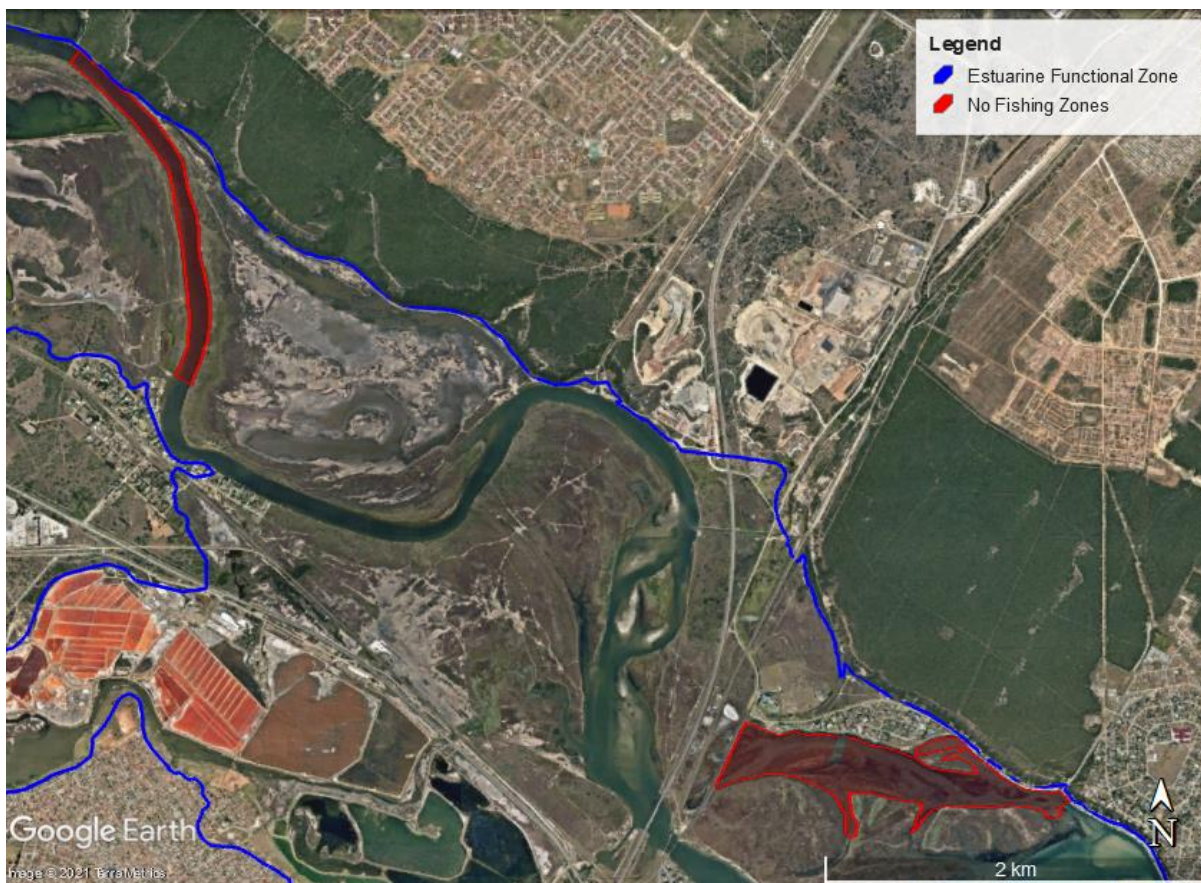 Legend
Estuarine Functional Zone
No Fishing Zones
Google Earth
Image © 2021 TerraMetrics
N
2 km